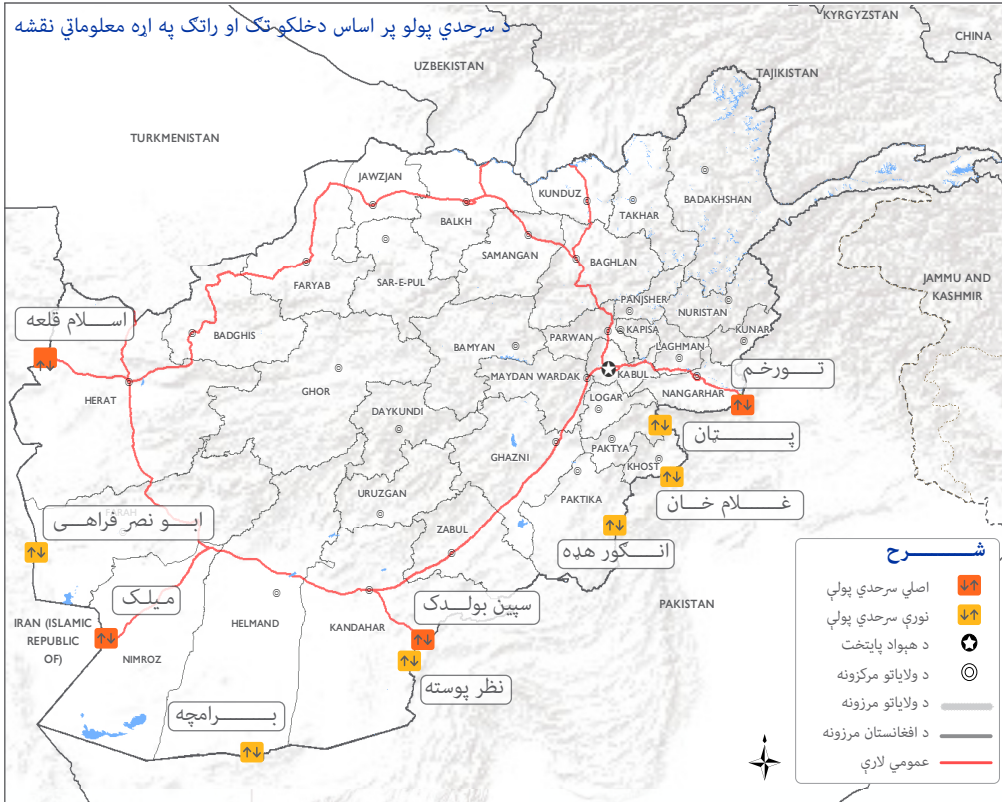 د سرحدي پولو پر اساس دخلکو تګ او راتګ په اړه معلوماتي نقشه
KYRGYZSTAN
CHINA
UZBEKISTAN
TAJIKISTAN
TURKMENISTAN
JAWZJAN
BALKH
KUNDUZ
TAKHAR
BADAKHSHAN
SAMANGAN
BAGHLAN
FARYAB
SAR-E-PUL
JAMMU AND
KASHMIR
PANJSHER
NURISTAN
اسلام قلعه
BADGHIS
BAMYAN
PARWAN
KAPISA
KUNAR
LAGHMAN
HERAT
GHOR
MAYDAN WARDAK
KABUL
NANGARHAR
تورخم
LOGAR
DAYKUNDI
PAKTYA
پټان
GHAZNI
KHOST
URUZGAN
PAKTIKA
غلام خان
FARAH
ابو نصر فراهی
ZABUL
انګور هډه
میلک
سپین بولدک
HELMAND
KANDAHAR
PAKISTAN
IRAN (ISLAMIC
REPUBLIC
OF)
NIMROZ
نظر پوسته
برامچه
شرح
اصلي سرحدي پولې
نورې سرحدي پولې
د هېواد پایتخت
د ولایاتو مرکزونه
د ولایاتو مرزونه
د افغانستان مرزونه
عمومي لارې